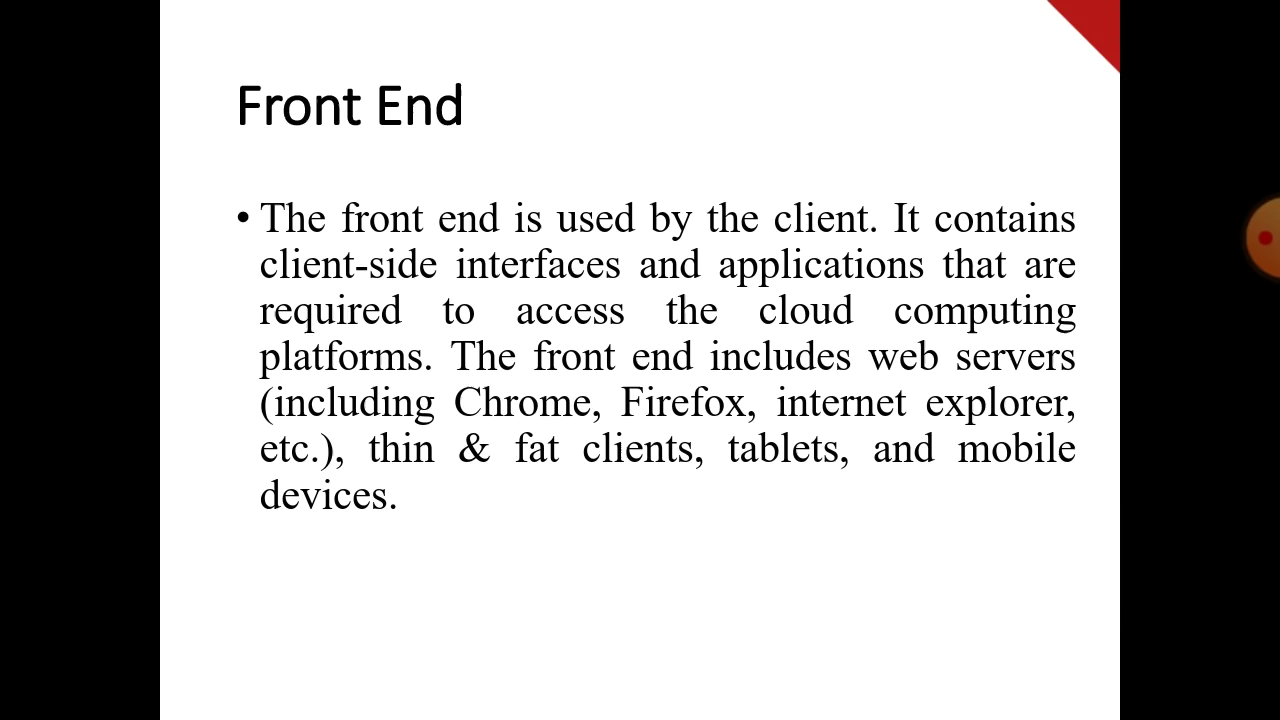 Front End
• The front end is used by the client. It contains
client-side interfaces and applications that are
required to access the cloud computing
platforms. The front end includes web servers
(including Chrome, Firefox, internet explorer,
etc.), thin & fat clients, tablets, and mobile
devices.